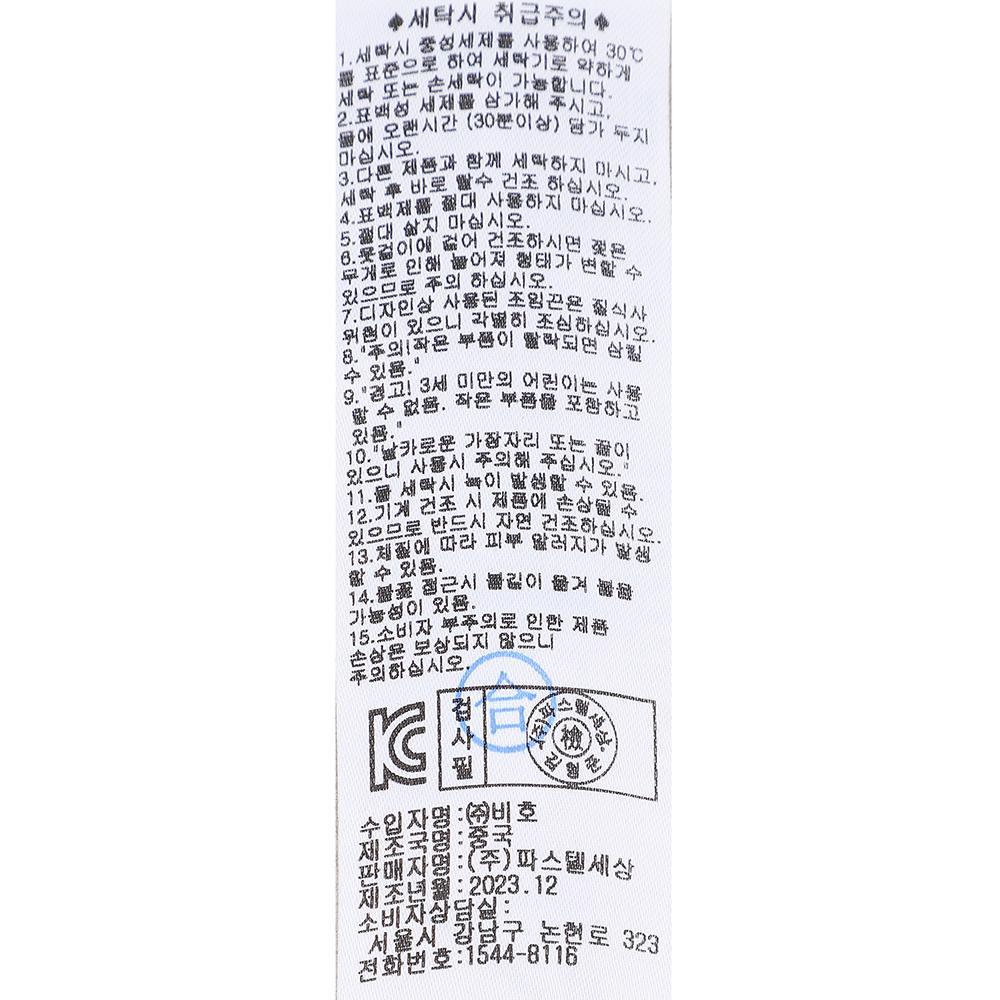 ♠세탁시 취급주의♠
1.세탁시 중성세제를 사용하여 30℃
를 표준으로 하여 세탁기로 약하게
세탁 또는 손세탁이 가능합니다.
2.표백성 세제를 삼가해 주시고,
물에 오랜시간 (30분이상) 담가 두지
마십시오.
3.다른 제품과 함께 세탁하지 마시고,
세탁 후 바로 탈수 건조 하십시오.
4.표백제를 절대 사용하지 마십시오.
5.절대 삶지 마십시오.
6.옷걸이에 걸어 건조하시면 젖은
무게로 인해 늘어져 형태가 변할 수
있으므로 주의 하십시오.
7.디자인상 사용된 조임끈은 질식사
위험이 있으니 각별히 조심하십시오.
8."주의!작은 부품이 탈락되면 삼킬
수 있음."
9."경고! 3세 미만의 어린이는 사용
할 수 없음. 작은 부품을 포함하고
있음."
10."날카로운 가장자리 또는 끝이
있으니 사용시 주의해 주십시오."
11.물 세탁시 녹이 발생할 수 있음.
12.기계 건조 시 제품에 손상될 수
있으므로 반드시 자연 건조하십시오.
13.체질에 따라 피부 알러지가 발생
할 수 있음.
14.불꽃 접근시 불길이 옮겨 붙을
가능성이 있음.
15.소비자 부주의로 인한 제품
손상은 보상되지 않으니
주의하십시오.
合
KC
검사필
(주)파스텔세상.
檢
수입자명:㈜비호
제조국명:중국
판매자명:(주)파스텔세상
제조년월:2023.12
소비자상담실:
서울시 강남구 논현로 323
전화번호:1544-8116